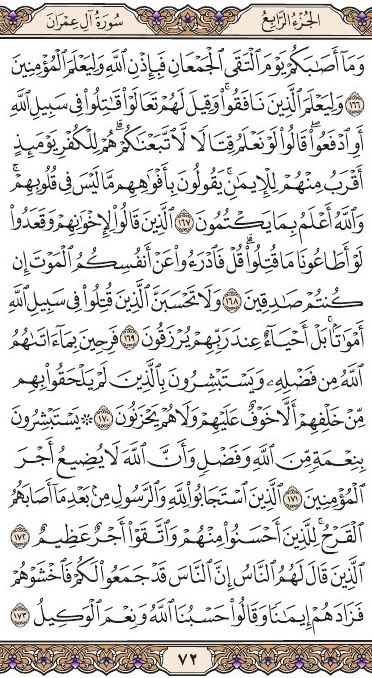 الجزء الرابع
سورة آل عمران
وَمَآ أَصَٰبَكُمْ يَوْمَ ٱلْتَقَى ٱلْجَمْعَانِ فَبِإِذْنِ ٱللَّهِ وَلِيَعْلَمَ ٱلْمُؤْمِنِينَ
١٦٦ وَلِيَعْلَمَ ٱلَّذِينَ نَافَقُوا۟ۚ وَقِيلَ لَهُمْ تَعَالَوْا۟ قَٰتِلُوا۟ فِى سَبِيلِ ٱللَّهِ
أَوِ ٱدْفَعُوا۟ۖ قَالُوا۟ لَوْ نَعْلَمُ قِتَالًا لَّٱتَّبَعْنَٰكُمْۗ هُمْ لِلْكُفْرِ يَوْمَئِذٍ
أَقْرَبُ مِنْهُمْ لِلْإِيمَٰنِۚ يَقُولُونَ بِأَفْوَٰهِهِم مَّا لَيْسَ فِى قُلُوبِهِمْۗ
وَٱللَّهُ أَعْلَمُ بِمَا يَكْتُمُونَ ١٦٧ ٱلَّذِينَ قَالُوا۟ لِإِخْوَٰنِهِمْ وَقَعَدُوا۟
لَوْ أَطَاعُونَا مَا قُتِلُوا۟ۗ قُلْ فَٱدْرَءُوا۟ عَنْ أَنفُسِكُمُ ٱلْمَوْتَ إِن
كُنتُمْ صَٰدِقِينَ ١٦٨ وَلَا تَحْسَبَنَّ ٱلَّذِينَ قُتِلُوا۟ فِى سَبِيلِ ٱللَّهِ
أَمْوَٰتًۢاۚ بَلْ أَحْيَآءٌ عِندَ رَبِّهِمْ يُرْزَقُونَ ١٦٩ فَرِحِينَ بِمَآ ءَاتَىٰهُمُ
ٱللَّهُ مِن فَضْلِهِۦ وَيَسْتَبْشِرُونَ بِٱلَّذِينَ لَمْ يَلْحَقُوا۟ بِهِم
مِّنْ خَلْفِهِمْ أَلَّا خَوْفٌ عَلَيْهِمْ وَلَا هُمْ يَحْزَنُونَ ١٧٠ ۞ يَسْتَبْشِرُونَ
بِنِعْمَةٍ مِّنَ ٱللَّهِ وَفَضْلٍ وَأَنَّ ٱللَّهَ لَا يُضِيعُ أَجْرَ
ٱلْمُؤْمِنِينَ ١٧١ ٱلَّذِينَ ٱسْتَجَابُوا۟ لِلَّهِ وَٱلرَّسُولِ مِنۢ بَعْدِ مَآ أَصَابَهُمُ
ٱلْقَرْحُۚ لِلَّذِينَ أَحْسَنُوا۟ مِنْهُمْ وَٱتَّقَوْا۟ أَجْرٌ عَظِيمٌ ١٧٢
ٱلَّذِينَ قَالَ لَهُمُ ٱلنَّاسُ إِنَّ ٱلنَّاسَ قَدْ جَمَعُوا۟ لَكُمْ فَٱخْشَوْهُمْ
فَزَادَهُمْ إِيمَٰنًا وَقَالُوا۟ حَسْبُنَا ٱللَّهُ وَنِعْمَ ٱلْوَكِيلُ ١٧٣
٧٢